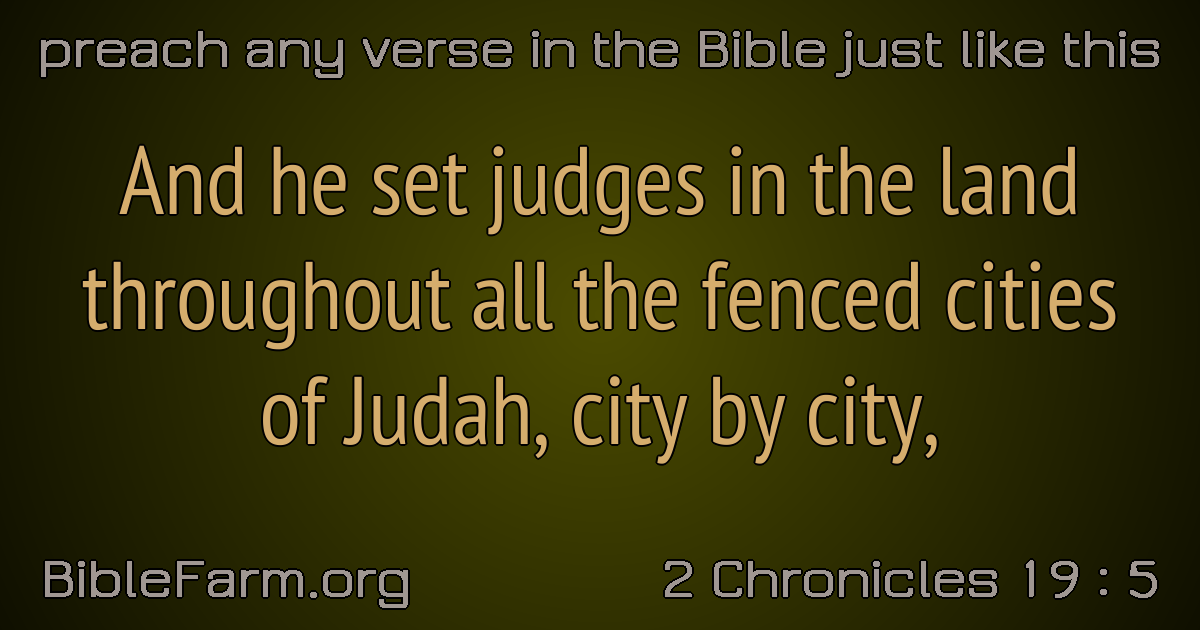 preach any verse in the Bible just like this
And he set judges in the land
throughout all the fenced cities
of Judah, city by city,
BibleFarm.org
2 Chronicles 19 : 5